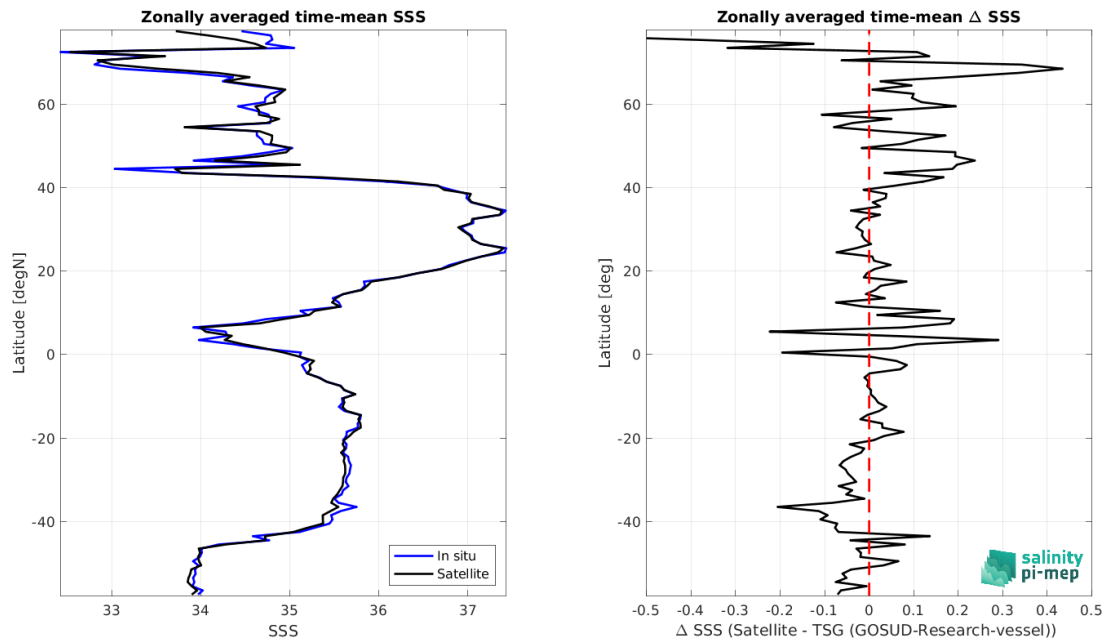 Zonally averaged time-mean SSS
Latitude [degN]
60
40
20
0
-20
-40
33
34
35
36
37
SSS
In situ
Satellite
Zonally averaged time-mean Δ SSS
Latitude [deg]
60
40
20
0
-20
-40
-0.5
-0.4
-0.3
-0.2
-0.1
0
0.1
0.2
0.3
0.4
0.5
Δ SSS (Satellite - TSG (GOSUD-Research-vessel))
salinity
pi-mep